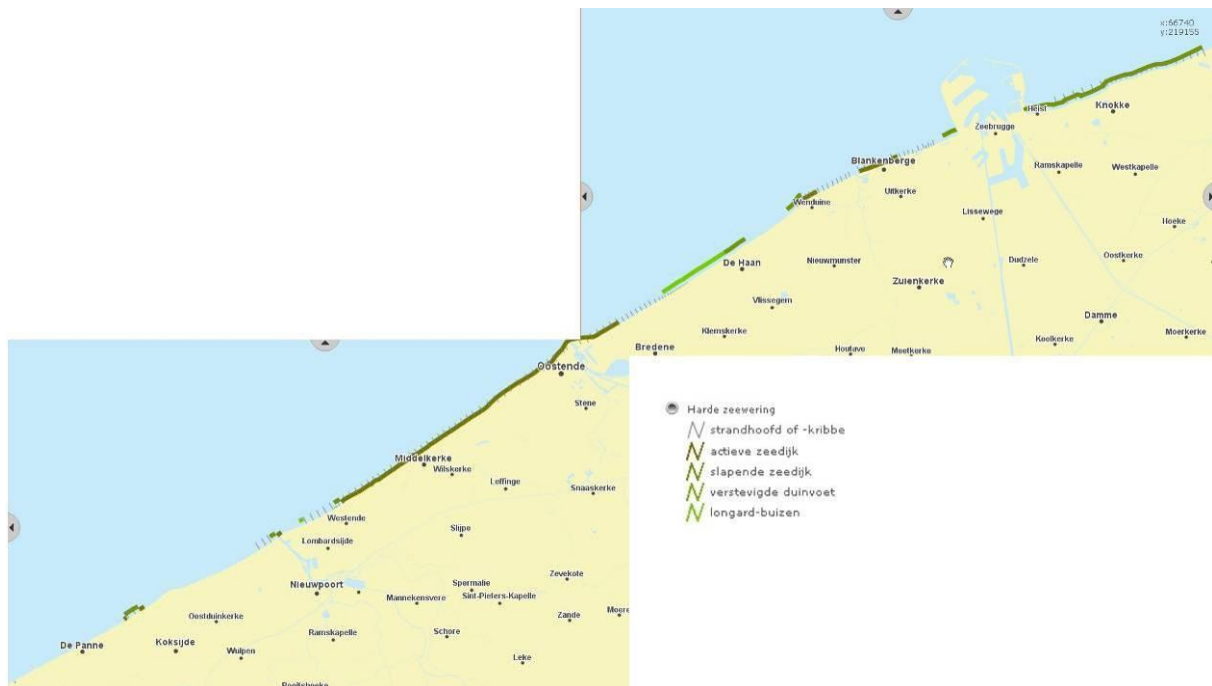 x:66740
y:219155
Heist
Knokke
Zeebrugge
Blankenberge
Ramskapelle
Westkapelle
Uitkerke
Wenduine
Lissewege
Hoeke
De Haan
Nieuwmunster
Dudzele
Oostkerke
Zuienkerke
Vlissegem
Damme
Klemskerke
Koolkerke
Moerkerke
Bredene
Houtave
Meetkerke
Oostende
Stene
Middelkerke
Wilskerke
Leffinge
Snaaskerke
Westende
Slijpe
Lombardsijde
Nieuwpoort
Zevekote
Spermalie
Mannekensvere
Sint-Pieters-Kapelle
Oostduinkerke
Zande
Moere
Ramskapelle
Schore
De Panne
Koksijde
Wulpen
Leke
Harde zeewering
strandhoofd of -kribbe
actieve zeedijk
slapende zeedijk
verstevigde duinvoet
longard-buizen